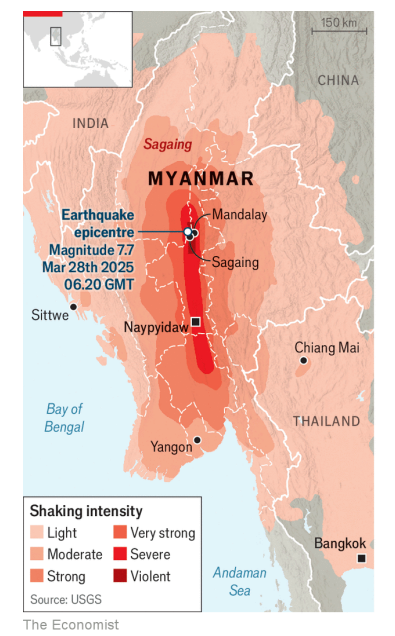 150 km
CHINA
INDIA
Sagaing
MYANMAR
Earthquake
epicentre
Magnitude 7.7
Mar 28th 2025
06.20 GMT
Mandalay
Sagaing
Sittwe
Naypyidaw
Chiang Mai
Bay of
Bengal
THAILAND
Yangon
Bangkok
Andaman
Sea
Shaking intensity
Light
Very strong
Moderate
Severe
Strong
Violent
Source: USGS
The Economist